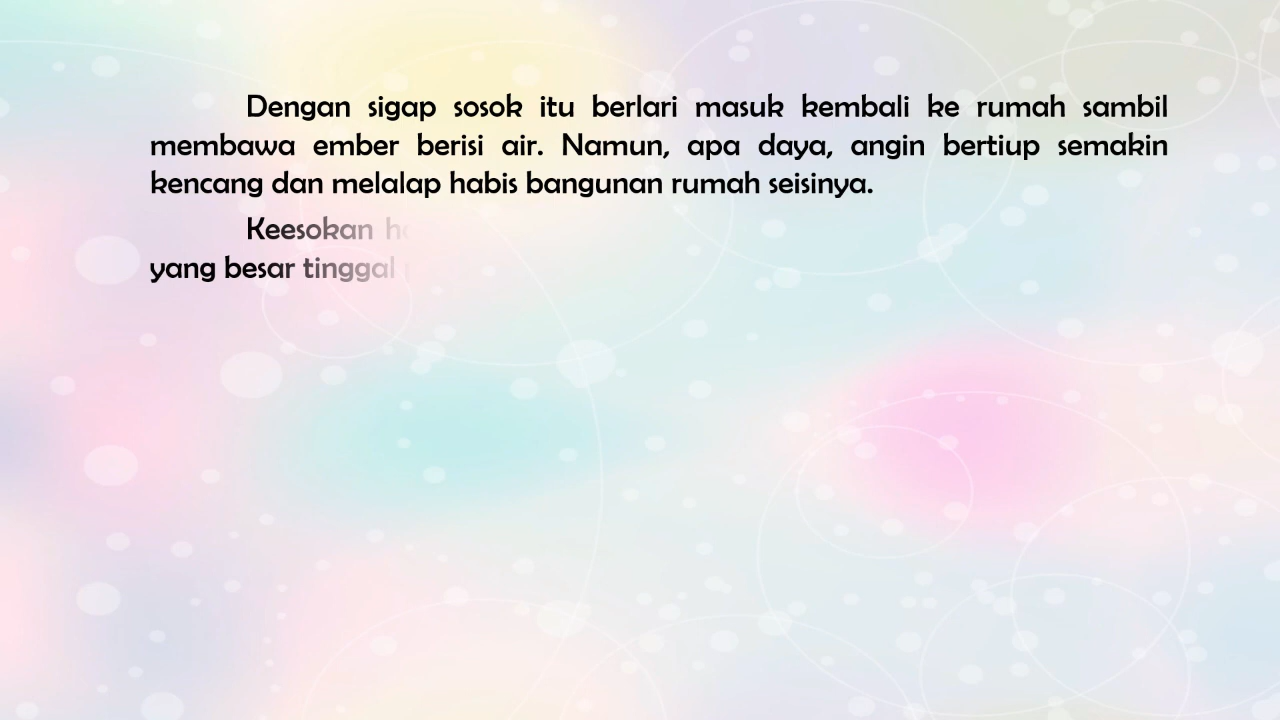 Dengan sigap sosok itu berlari masuk kembali ke rumah sambil
membawa ember berisi air. Namun, apa daya, angin bertiup semakin
kencang dan melalap habis bangunan rumah seisinya.
Keesokan
yang besar tinggal